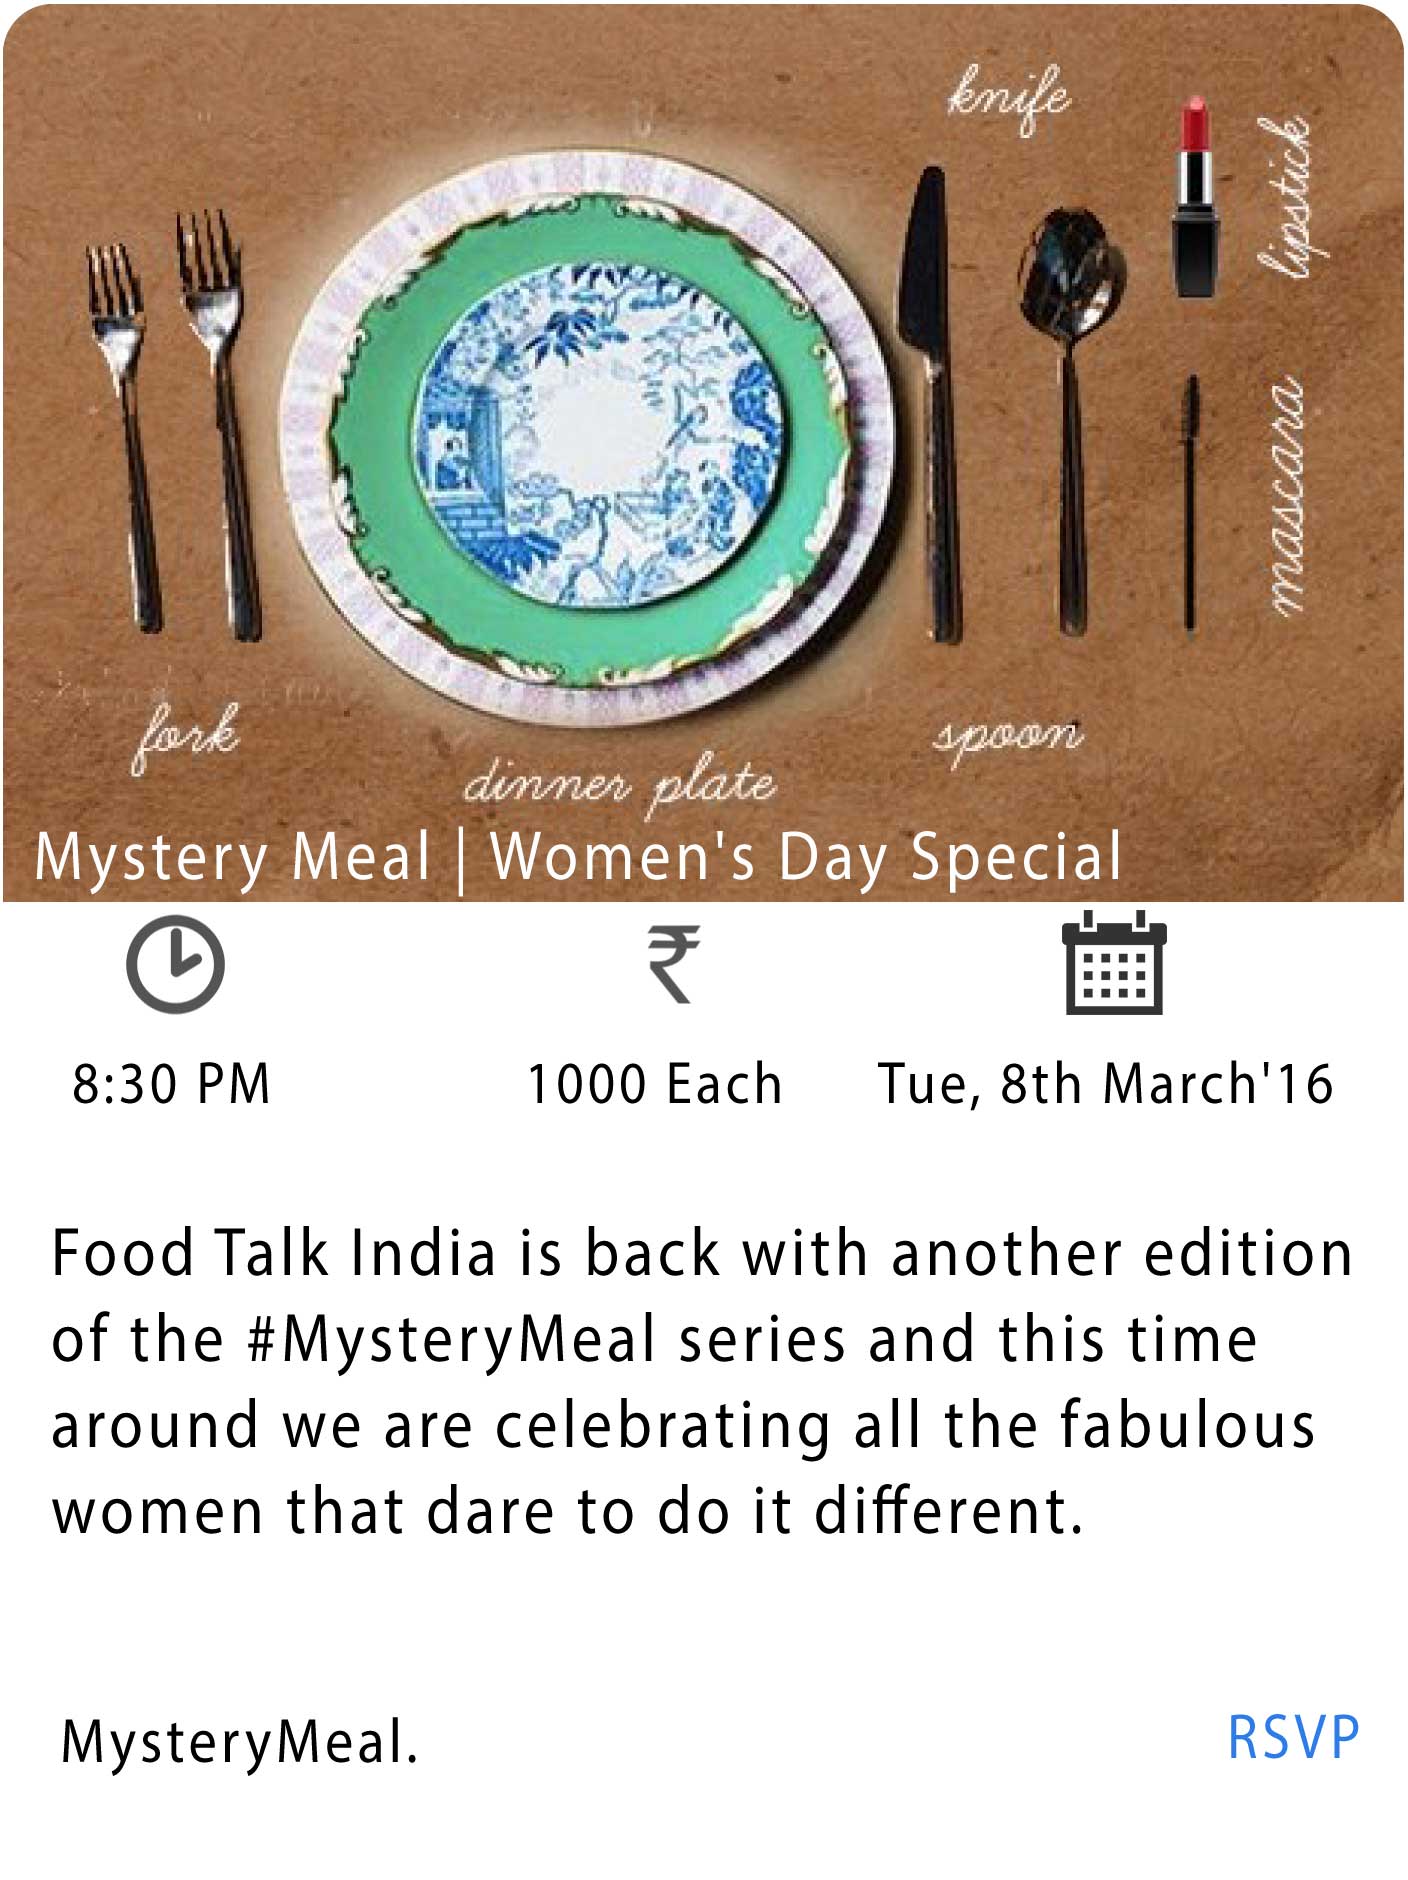 knife
lipstick
mascara
fork
spoon
dinner plate
Mystery Meal | Women's Day Special
₹
8:30 PM
1000 Each
Tue, 8th March'16
Food Talk India is back with another edition
of the #MysteryMeal series and this time
around we are celebrating all the fabulous
women that dare to do it different.
MysteryMeal.
RSVP